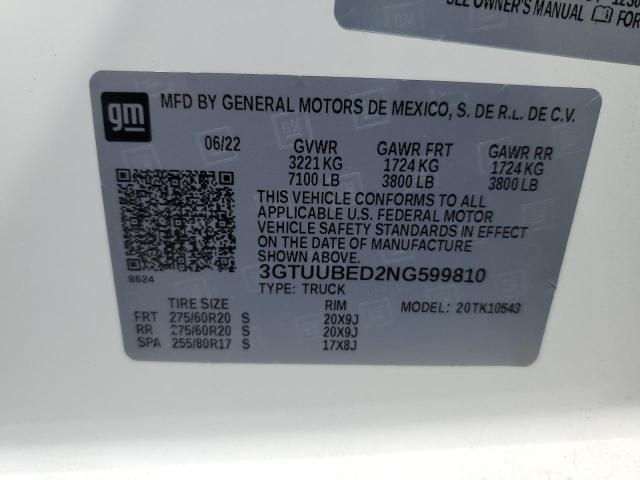 12S0
SEE OWNER'S MANUAL FOR
gm
MFD BY GENERAL MOTORS DE MEXICO, S. DE R.L. DE C.V.
06/22 GVWR GAWR FRT GAWR RR
3221 KG 1724 KG 1724 KG
7100 LB 3800 LB 3800 LB
THIS VEHICLE CONFORMS TO ALL
APPLICABLE U.S. FEDERAL MOTOR
VEHICLE SAFETY STANDARDS IN EFFECT
ON THE DATE OF MANUFACTURE
SHOWN ABOVE.
8624
3GTUUBED2NG599810
TYPE: TRUCK
TIRE SIZE RIM MODEL: 20TK10543
FRT 275/60R20 S 20X9J
RR 275/60R20 S 20X9J
SPA 255/80R17 S 17X8J